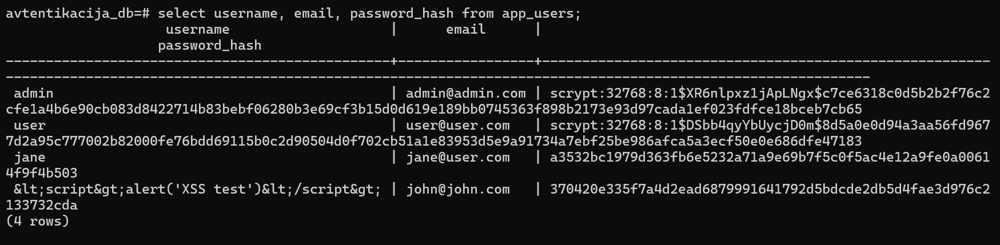 avtentikacija_db=# select username, email, password_hash from app_users;
username | email |
password_hash
------------------------------------------------+-----------------+--------------------------------------------------------
------------------------------------------------------------------------------------------------------------
admin | admin@admin.com | scrypt:32768:8:1$XR6nlpxz1jApLNgx$c7ce6318c0d5b2b2f76c2
cfe1a4b6e90cb083d8422714b83bebf06280b3e69cf3b15d0d619e189bb0745363f898b2173e93d97cada1ef023fdfce18bceb7cb65
user | user@user.com | scrypt:32768:8:1$DSbb4qyYbUycjD0m$8d5a0e0d94a3aa56fd967
7d2a95c777002b82000fe76bdd69115b0c2d90504d0f702cb51a1e83953d5e9a91734a7ebf25be986afca5a3ecf50e0e686dfe47183
jane | jane@user.com | a3532bc1979d363fb6e5232a71a9e69b7f5c0f5ac4e12a9fe0a0061
4f9f4b503
&lt;script&gt;alert('XSS test')&lt;/script&gt; | john@john.com | 370420e335f7a4d2ead6879991641792d5bdcde2db5d4fae3d976c2
133732cda
(4 rows)